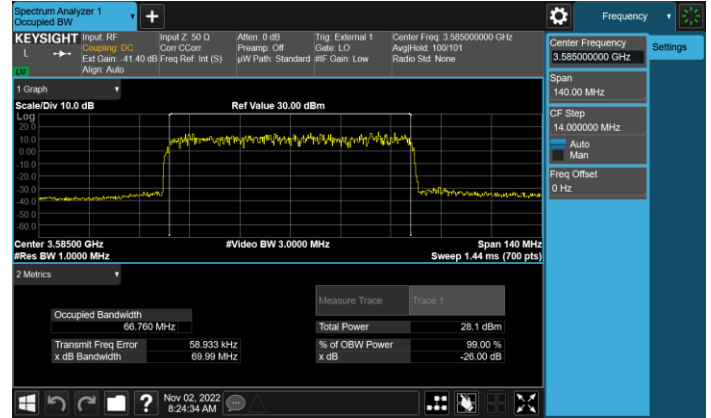 Spectrum Analyzer 1
Occupied BW
Frequency
KEYSIGHT Input: RF Input Z: 50 Ω Atten: 0 dB Trig: External 1 Center Freq: 3.585000000 GHz
L Coupling: DC Corr CCorr Preamp: Off Gate: LO Avg|Hold: 100/101
Ext Gain: -41.40 dB Freq Ref: Int (S) µW Path: Standard #IF Gain: Low Radio Std: None
LXI Align: Auto
Center Frequency
3.585000000 GHz
Settings
Span
140.00 MHz
CF Step
14.000000 MHz
Auto
Man
Freq Offset
0 Hz
1 Graph
Scale/Div 10.0 dB Ref Value 30.00 dBm
Log
20.0
10.0
0.00
-10.0
-20.0
-30.0
-40.0
-50.0
-60.0
Center 3.58500 GHz #Video BW 3.0000 MHz Span 140 MHz
#Res BW 1.0000 MHz Sweep 1.44 ms (700 pts)
2 Metrics
Measure Trace Trace 1
Occupied Bandwidth
66.760 MHz Total Power 28.1 dBm
Transmit Freq Error 58.933 kHz % of OBW Power 99.00 %
x dB Bandwidth 69.99 MHz x dB -26.00 dB
? Nov 02, 2022
8:24:34 AM